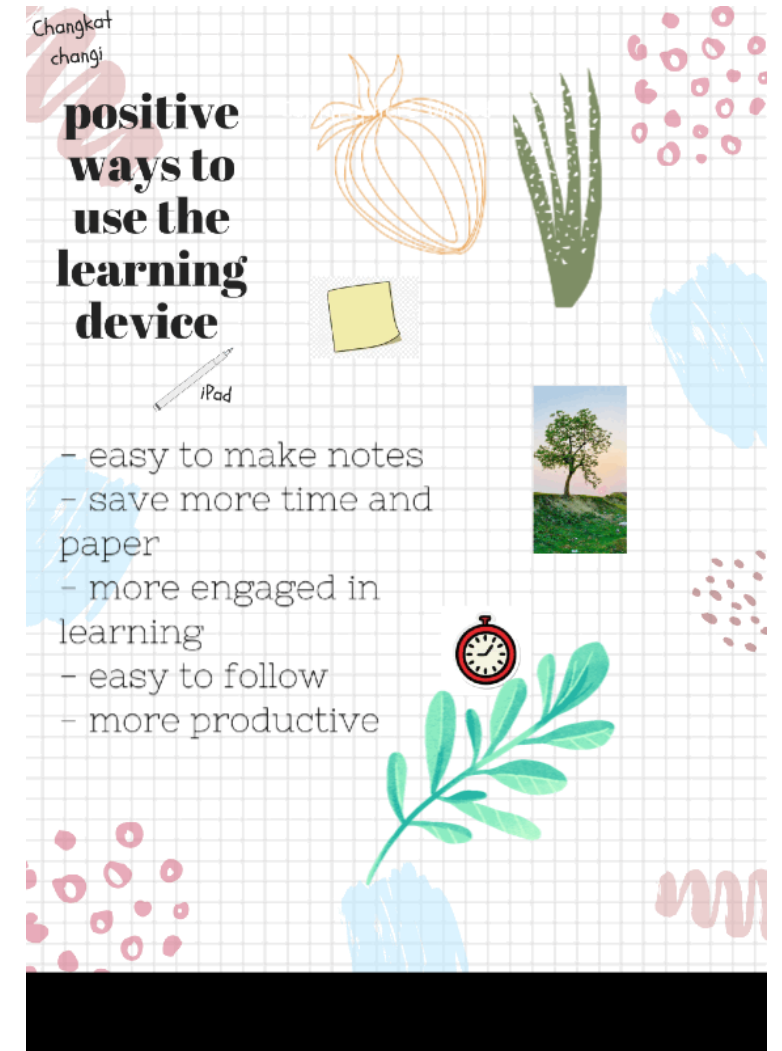 Changkat
changi
positive
ways to
use the
learning
device
iPad
- easy to make notes
- save more time and
paper
- more engaged in
learning
- easy to follow
- more productive